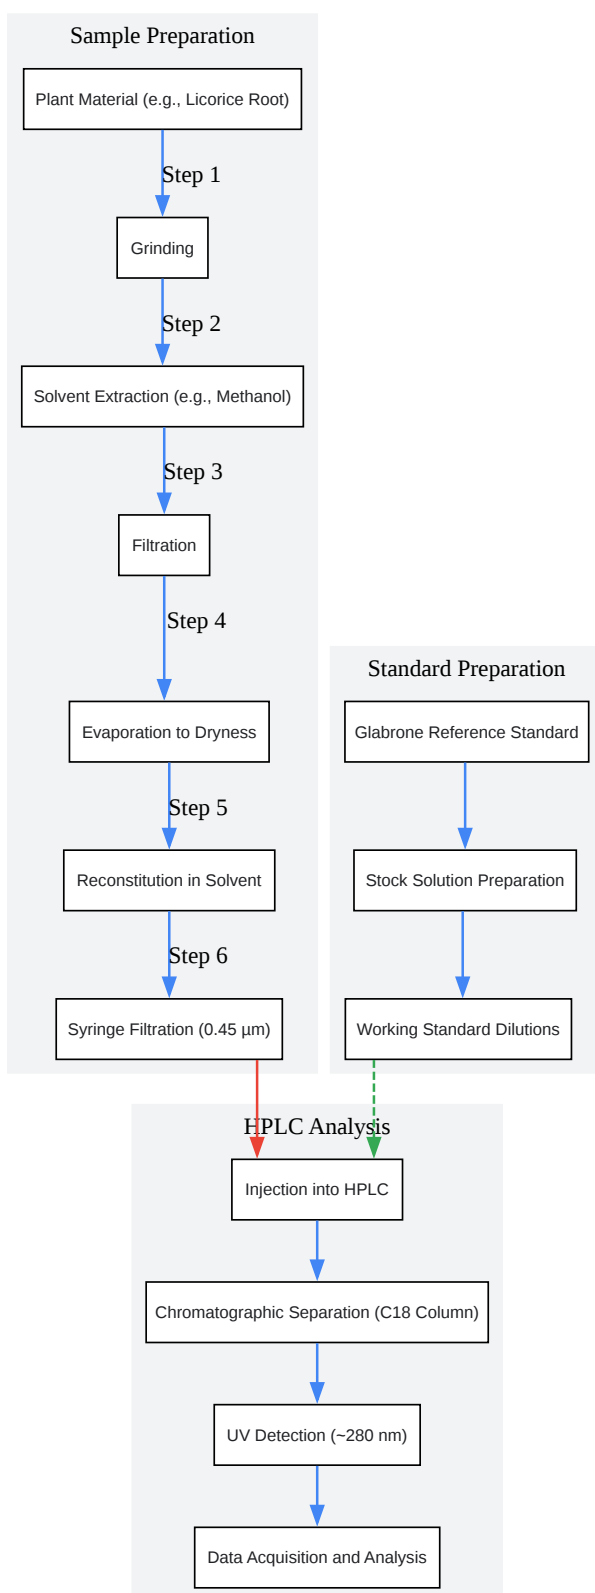 Sample Preparation
Plant Material (e.g., Licorice Root)
Step 1
Grinding
Step 2
Solvent Extraction (e.g., Methanol)
Step 3
Filtration
Step 4
Evaporation to Dryness
Step 5
Reconstitution in Solvent
Step 6
Syringe Filtration (0.45 µm)
Standard Preparation
Glabrone Reference Standard
Stock Solution Preparation
Working Standard Dilutions
HPLC Analysis
Injection into HPLC
Chromatographic Separation (C18 Column)
UV Detection (~280 nm)
Data Acquisition and Analysis